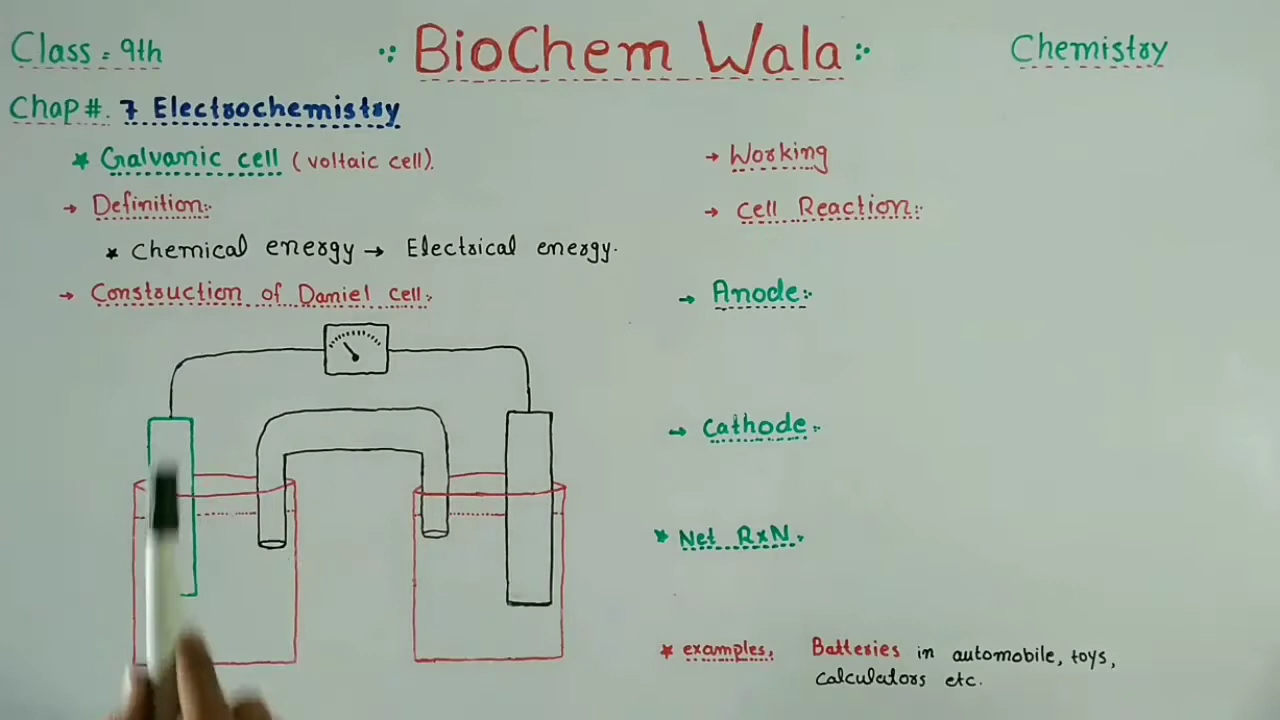 Class = 9th
·: BioChem Wala :·
Chemistry
Chap #. 7 Electrochemistry
* Galvanic cell (voltaic cell).
→ Definition:-
* Chemical energy → Electrical energy.
→ Construction of Daniel cell:-
→ Working
→ Cell Reaction:-
→ Anode:-
→ Cathode:-
* Net RxN.
* examples, Batteries in automobile, toys,
calculators etc.